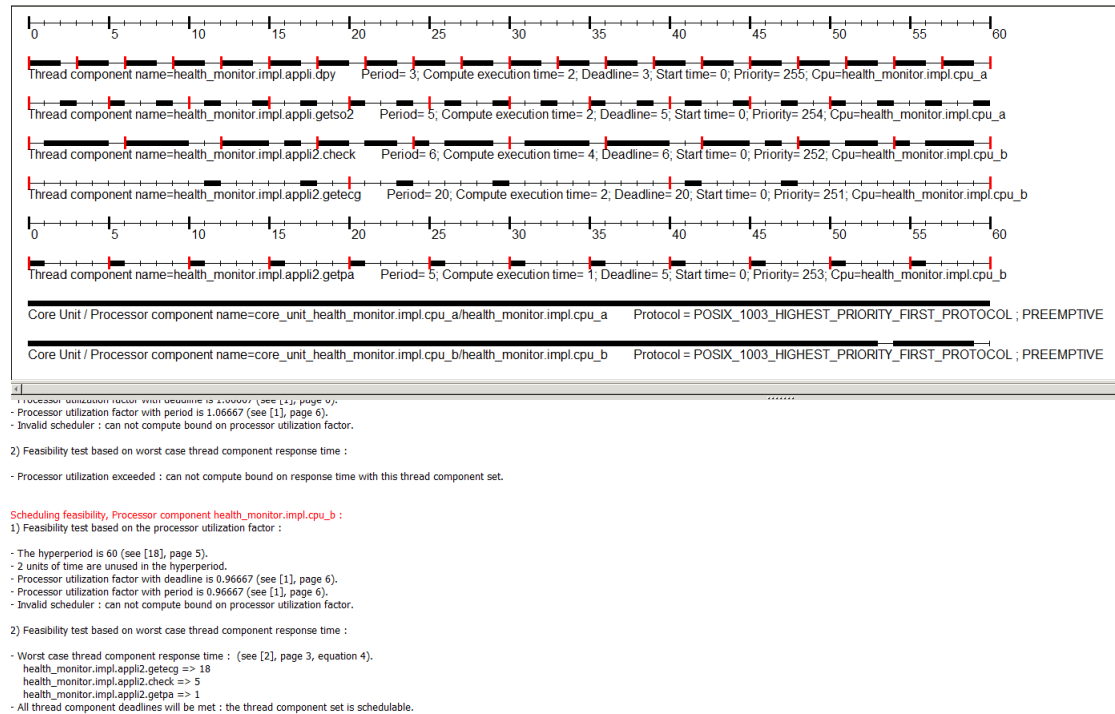 0 5 10 15 20 25 30 35 40 45 50 55 60
Thread component name=health_monitor.impl.appli.dpy Period= 3; Compute execution time= 2; Deadline= 3; Start time= 0; Priority= 255; Cpu=health_monitor.impl.cpu_a
Thread component name=health_monitor.impl.appli.getso2 Period= 5; Compute execution time= 2; Deadline= 5; Start time= 0; Priority= 254; Cpu=health_monitor.impl.cpu_a
Thread component name=health_monitor.impl.appli2.check Period= 6; Compute execution time= 4; Deadline= 6; Start time= 0; Priority= 252; Cpu=health_monitor.impl.cpu_b
Thread component name=health_monitor.impl.appli2.getecg Period= 20; Compute execution time= 2; Deadline= 20; Start time= 0; Priority= 251; Cpu=health_monitor.impl.cpu_b
0 5 10 15 20 25 30 35 40 45 50 55 60
Thread component name=health_monitor.impl.appli2.getpa Period= 5; Compute execution time= 1; Deadline= 5; Start time= 0; Priority= 253; Cpu=health_monitor.impl.cpu_b
Core Unit / Processor component name=core_unit_health_monitor.impl.cpu_a/health_monitor.impl.cpu_a Protocol = POSIX_1003_HIGHEST_PRIORITY_FIRST_PROTOCOL ; PREEMPTIVE
Core Unit / Processor component name=core_unit_health_monitor.impl.cpu_b/health_monitor.impl.cpu_b Protocol = POSIX_1003_HIGHEST_PRIORITY_FIRST_PROTOCOL ; PREEMPTIVE
- Processor utilization factor with deadline is 1.06667 (see [1], page 6).
- Processor utilization factor with period is 1.06667 (see [1], page 6).
- Invalid scheduler : can not compute bound on processor utilization factor.
2) Feasibility test based on worst case thread component response time :
- Processor utilization exceeded : can not compute bound on response time with this thread component set.
Scheduling feasibility, Processor component health_monitor.impl.cpu_b :
1) Feasibility test based on the processor utilization factor :
- The hyperperiod is 60 (see [18], page 5).
- 2 units of time are unused in the hyperperiod.
- Processor utilization factor with deadline is 0.96667 (see [1], page 6).
- Processor utilization factor with period is 0.96667 (see [1], page 6).
- Invalid scheduler : can not compute bound on processor utilization factor.
2) Feasibility test based on worst case thread component response time :
- Worst case thread component response time : (see [2], page 3, equation 4).
health_monitor.impl.appli2.getecg => 18
health_monitor.impl.appli2.check => 5
health_monitor.impl.appli2.getpa => 1
- All thread component deadlines will be met : the thread component set is schedulable.